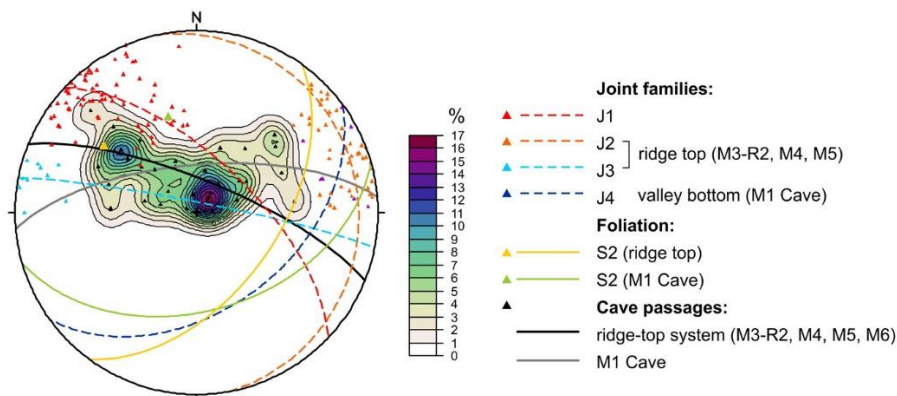 N
%
17
16
15
14
13
12
11
10
9
8
7
6
5
4
3
2
1
0
Joint families:
J1
J2
J3
ridge top (M3-R2, M4, M5)
J4 valley bottom (M1 Cave)
Foliation:
S2 (ridge top)
S2 (M1 Cave)
Cave passages:
ridge-top system (M3-R2, M4, M5, M6)
M1 Cave